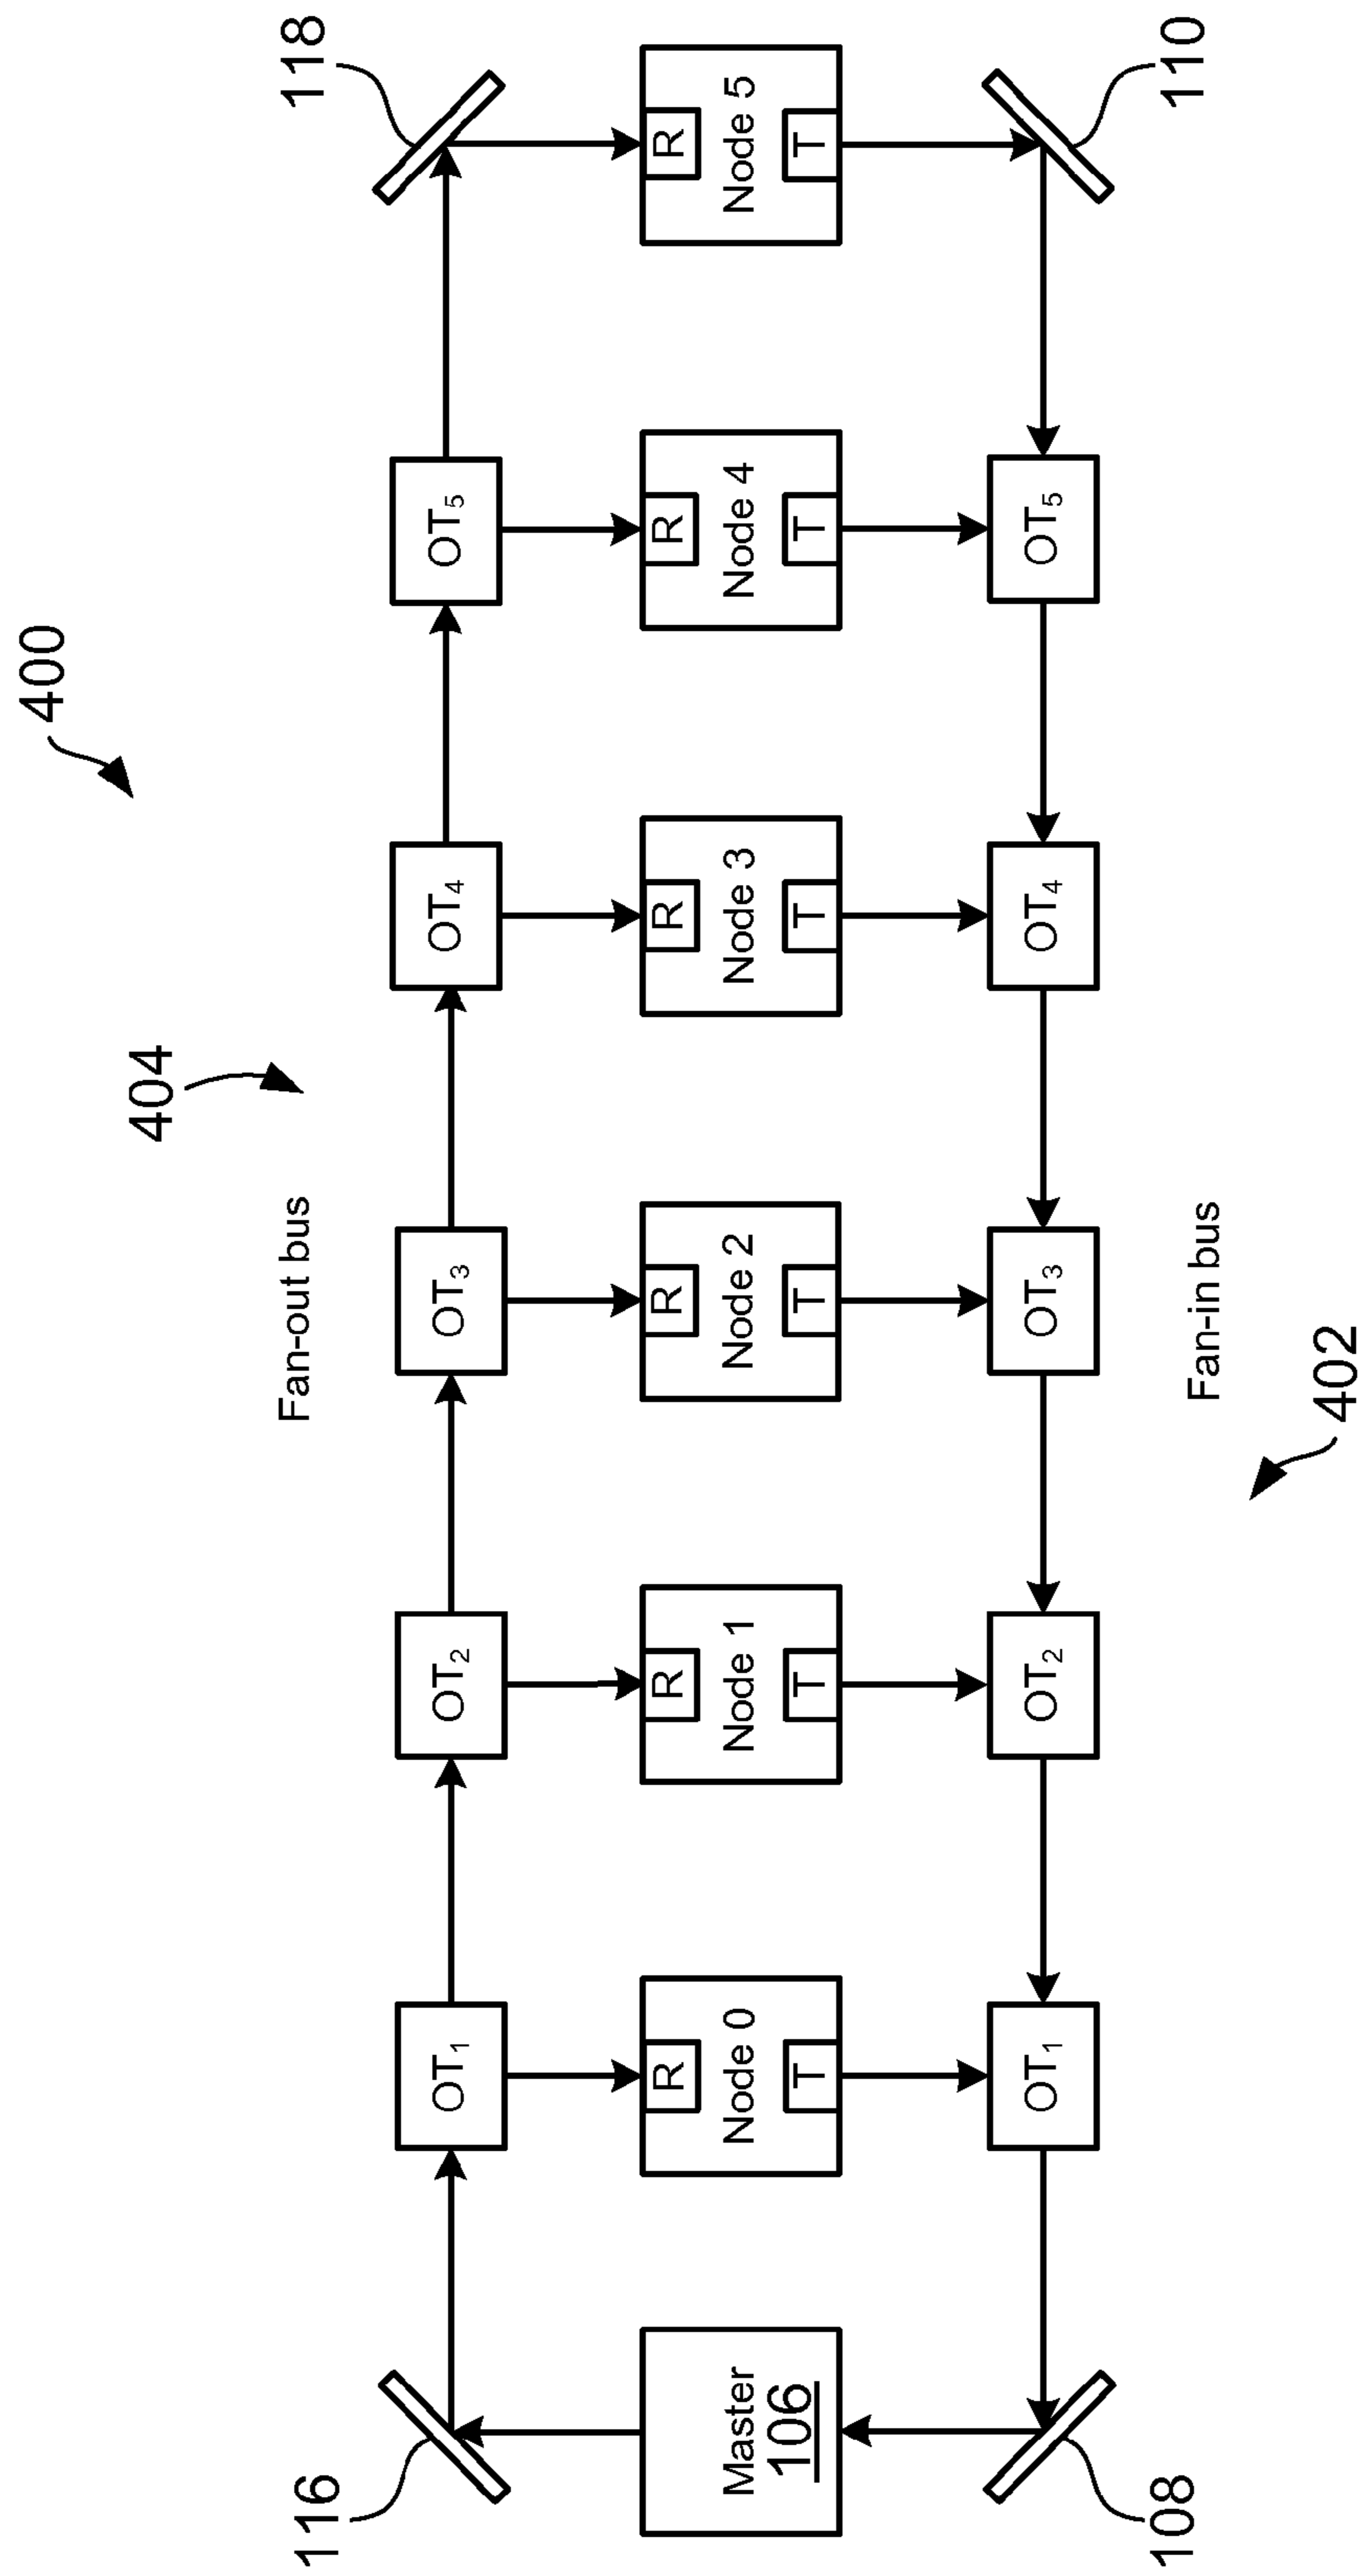 400
404
Fan-out bus
116
118
OT1
OT2
OT3
OT4
OT5
R
R
R
R
R
R
Master
106
Node 0
Node 1
Node 2
Node 3
Node 4
Node 5
T
T
T
T
T
T
OT1
OT2
OT3
OT4
OT5
108
110
Fan-in bus
402